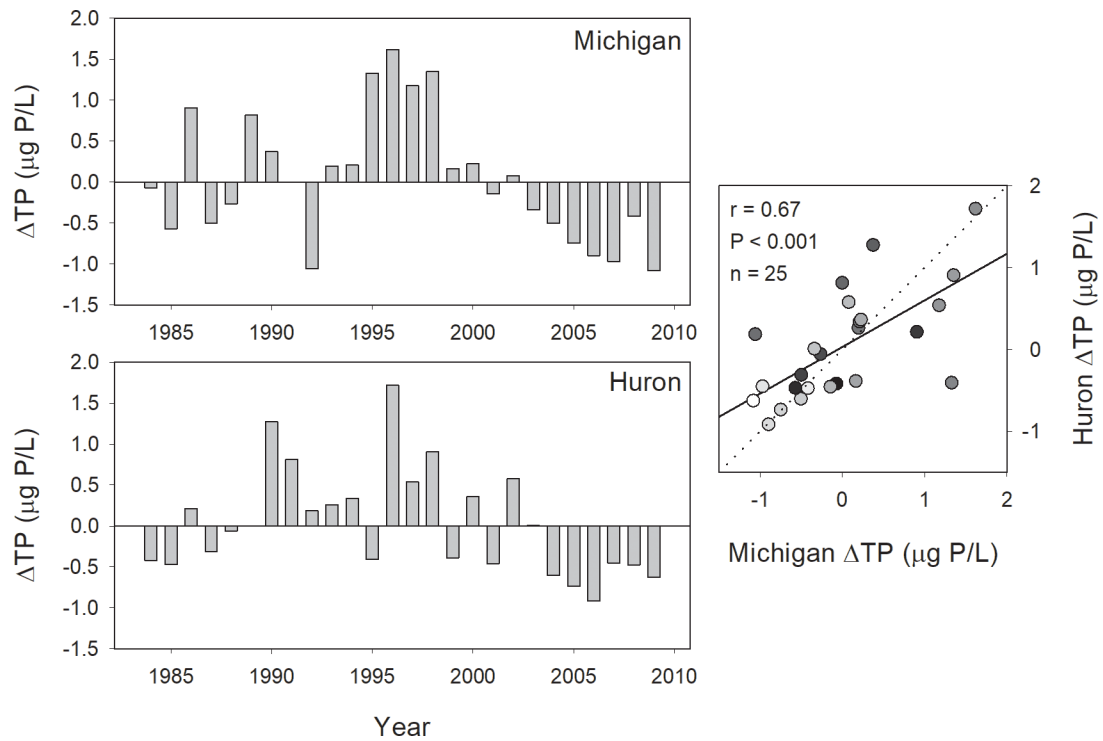 2.0
1.5
1.0
0.5
0.0
-0.5
-1.0
-1.5
ΔTP (μg P/L)
Michigan
1985 1990 1995 2000 2005 2010
2.0
1.5
1.0
0.5
0.0
-0.5
-1.0
-1.5
ΔTP (μg P/L)
Huron
1985 1990 1995 2000 2005 2010
Year
r = 0.67
P < 0.001
n = 25
2
1
0
-1
Huron ΔTP (μg P/L)
-1 0 1 2
Michigan ΔTP (μg P/L)